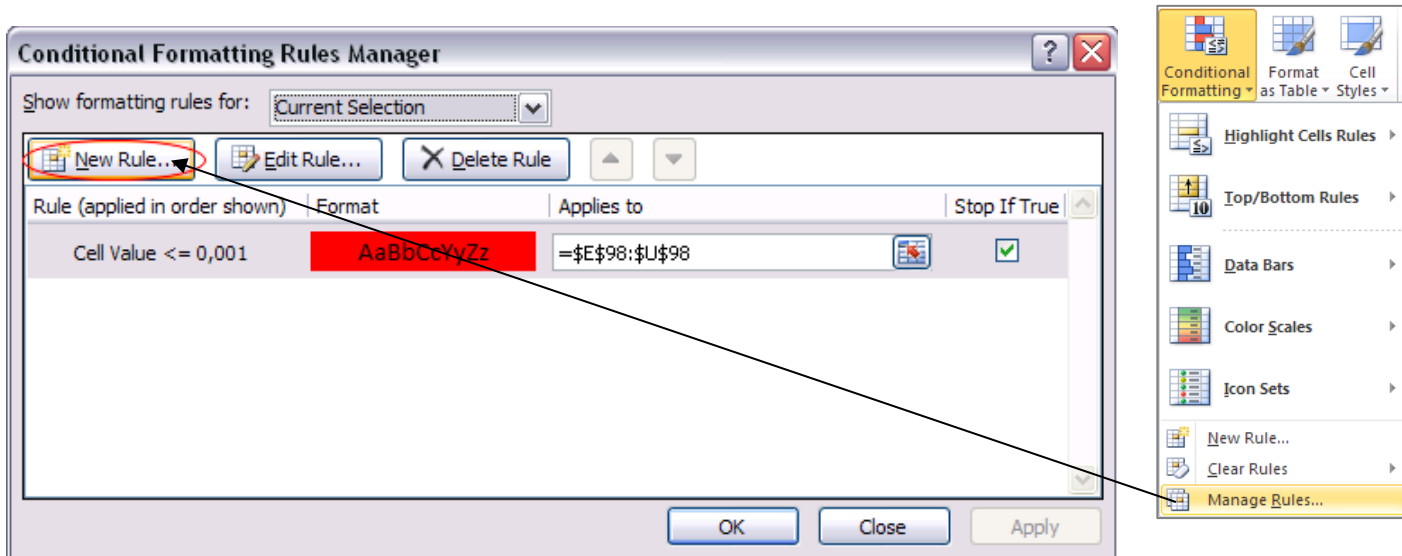 Conditional Formatting Rules Manager
Show formatting rules for: Current Selection
New Rule... Edit Rule... Delete Rule
Rule (applied in order shown) Format Applies to Stop If True
Cell Value <= 0,001 AaBbCcYyZz =$E$98:$U$98
OK Close Apply
Conditional Format Cell
Formatting as Table Styles
Highlight Cells Rules
10 Top/Bottom Rules
Data Bars
Color Scales
Icon Sets
New Rule...
Clear Rules
Manage Rules...